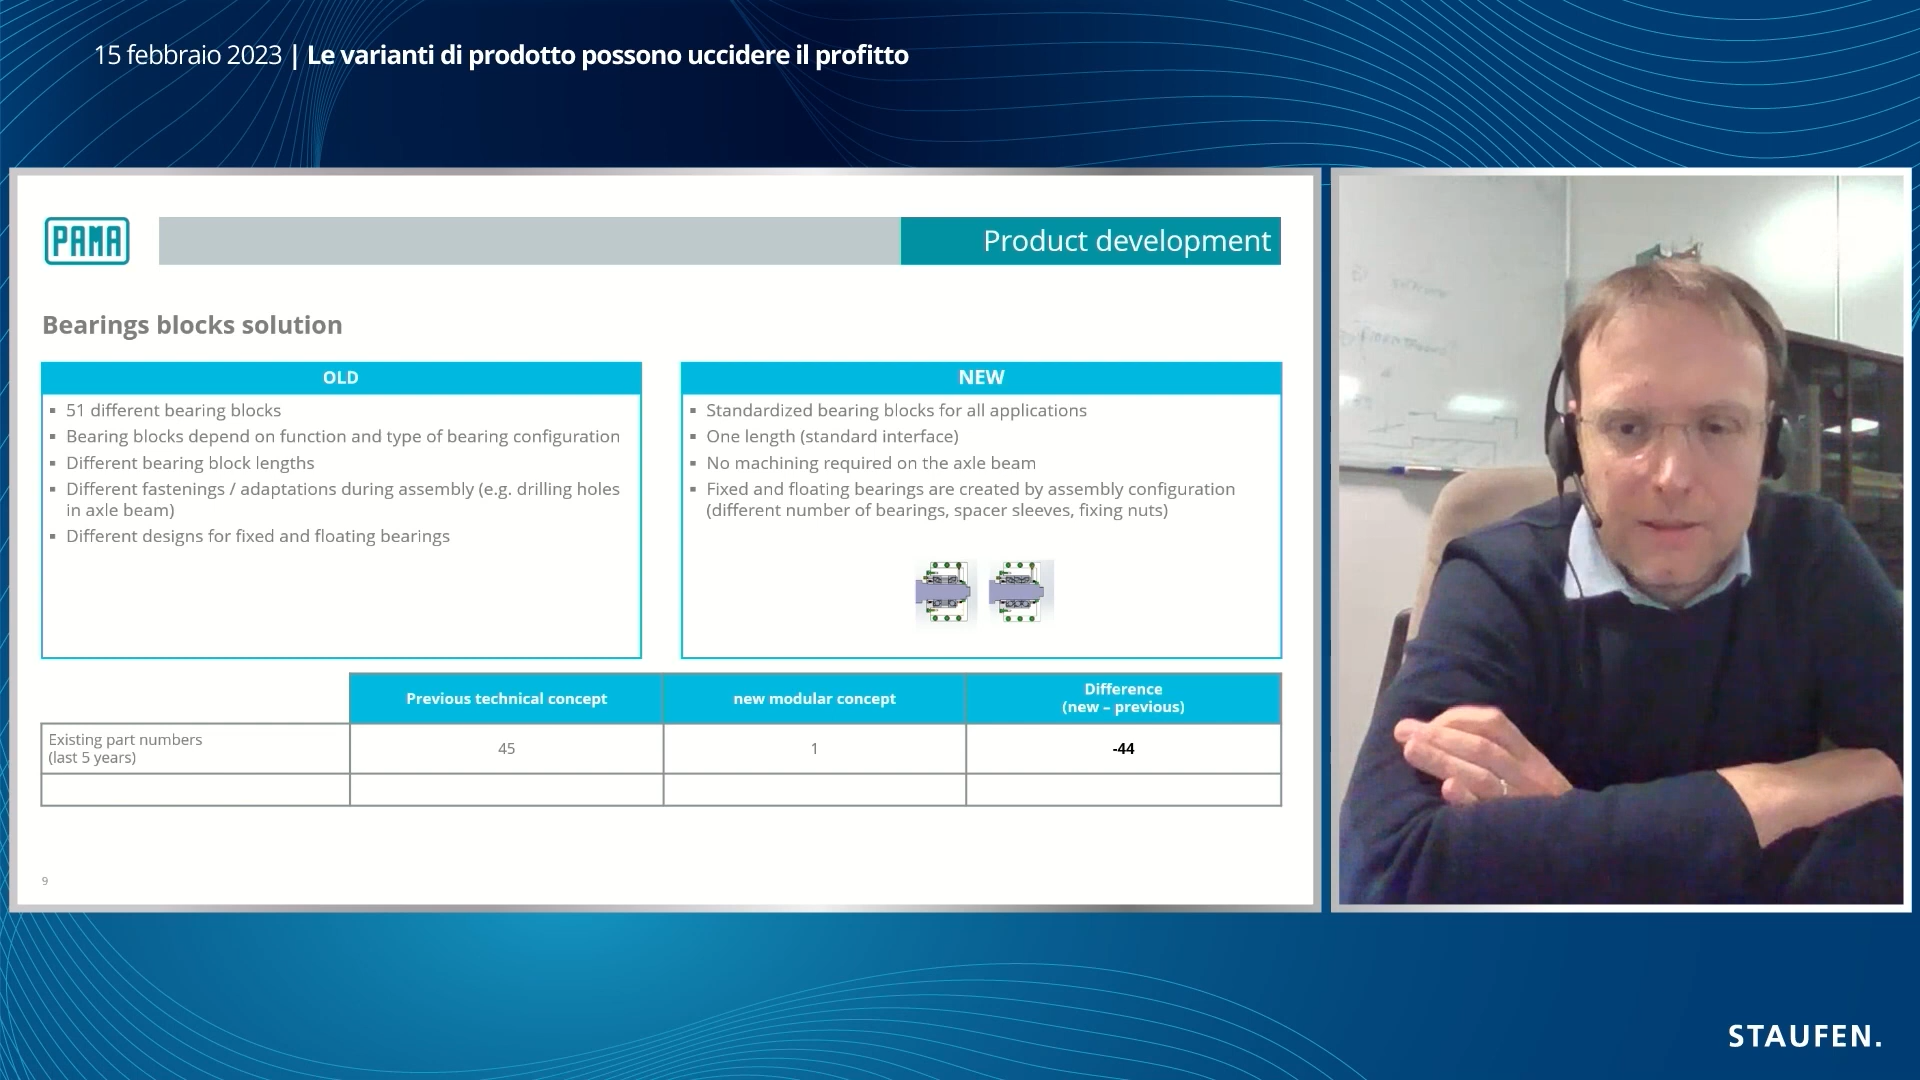 15 febbraio 2023 | Le varianti di prodotto possono uccidere il profitto
PAMA
Product development
Bearings blocks solution
OLD
▪ 51 different bearing blocks
▪ Bearing blocks depend on function and type of bearing configuration
▪ Different bearing block lengths
▪ Different fastenings / adaptations during assembly (e.g. drilling holes
in axle beam)
▪ Different designs for fixed and floating bearings
NEW
▪ Standardized bearing blocks for all applications
▪ One length (standard interface)
▪ No machining required on the axle beam
▪ Fixed and floating bearings are created by assembly configuration
(different number of bearings, spacer sleeves, fixing nuts)
Previous technical concept
new modular concept
Difference
(new – previous)
Existing part numbers
(last 5 years)
45
1
-44
9
STAUFEN.